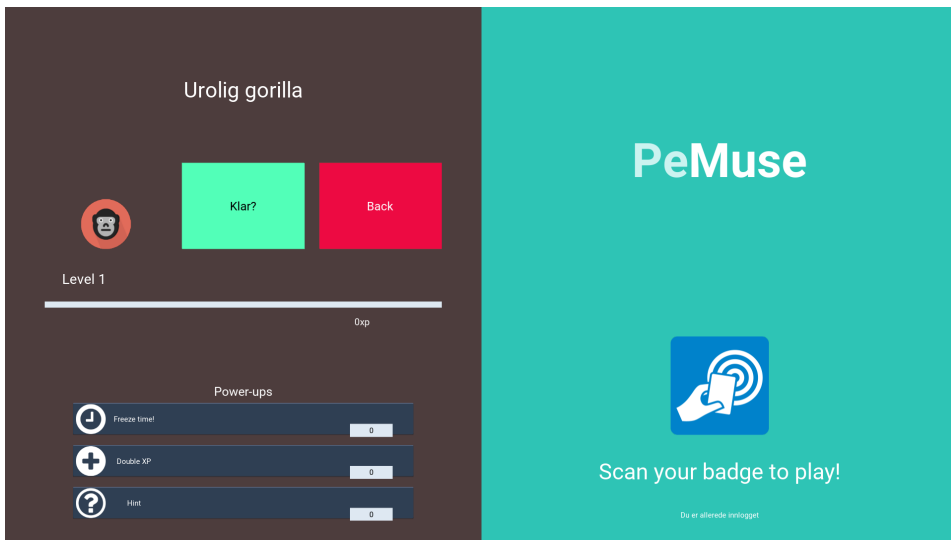 Urolig gorilla
Klar?
Back
Level 1
0xp
Power-ups
Freeze time!
0
Double XP
0
Hint
0
PeMuse
Scan your badge to play!
Du er allerede innlogget